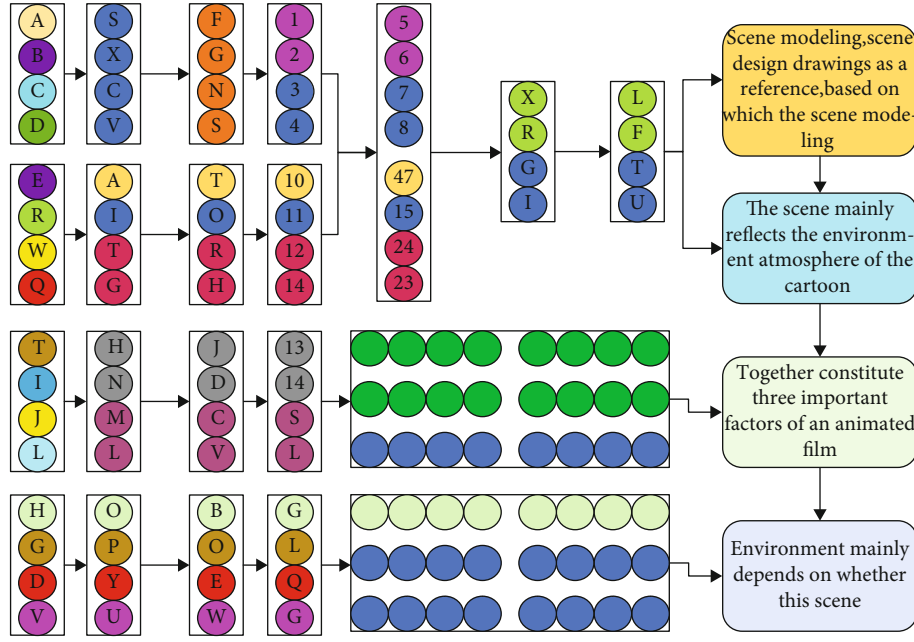 A
B
C
D
S
X
C
V
F
G
N
S
1
2
3
4
5
6
7
8
47
15
24
23
X
R
G
I
L
F
T
U
Scene modeling,scene
design drawings as a
reference,based on
which the scene mode-
ling
E
R
W
Q
A
I
T
G
T
O
R
H
10
11
12
14
The scene mainly
reflects the environ-
ment atmosphere of the
cartoon
T
I
J
L
H
N
M
L
J
D
C
V
13
14
S
L
Together constitute
three important
factors of an animated
film
H
G
D
V
O
P
Y
U
B
O
E
W
G
L
Q
G
Environment mainly
depends on whether
this scene